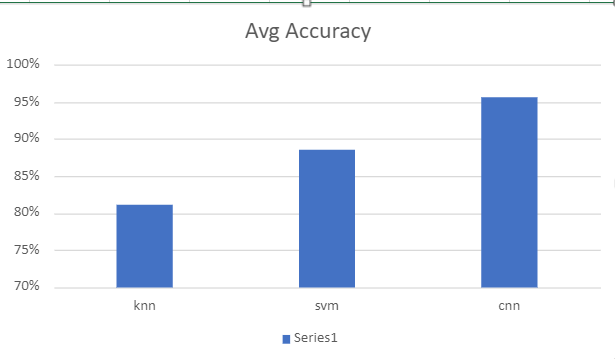 Avg Accuracy
100%
95%
90%
85%
80%
75%
70%
knn svm cnn
Series1